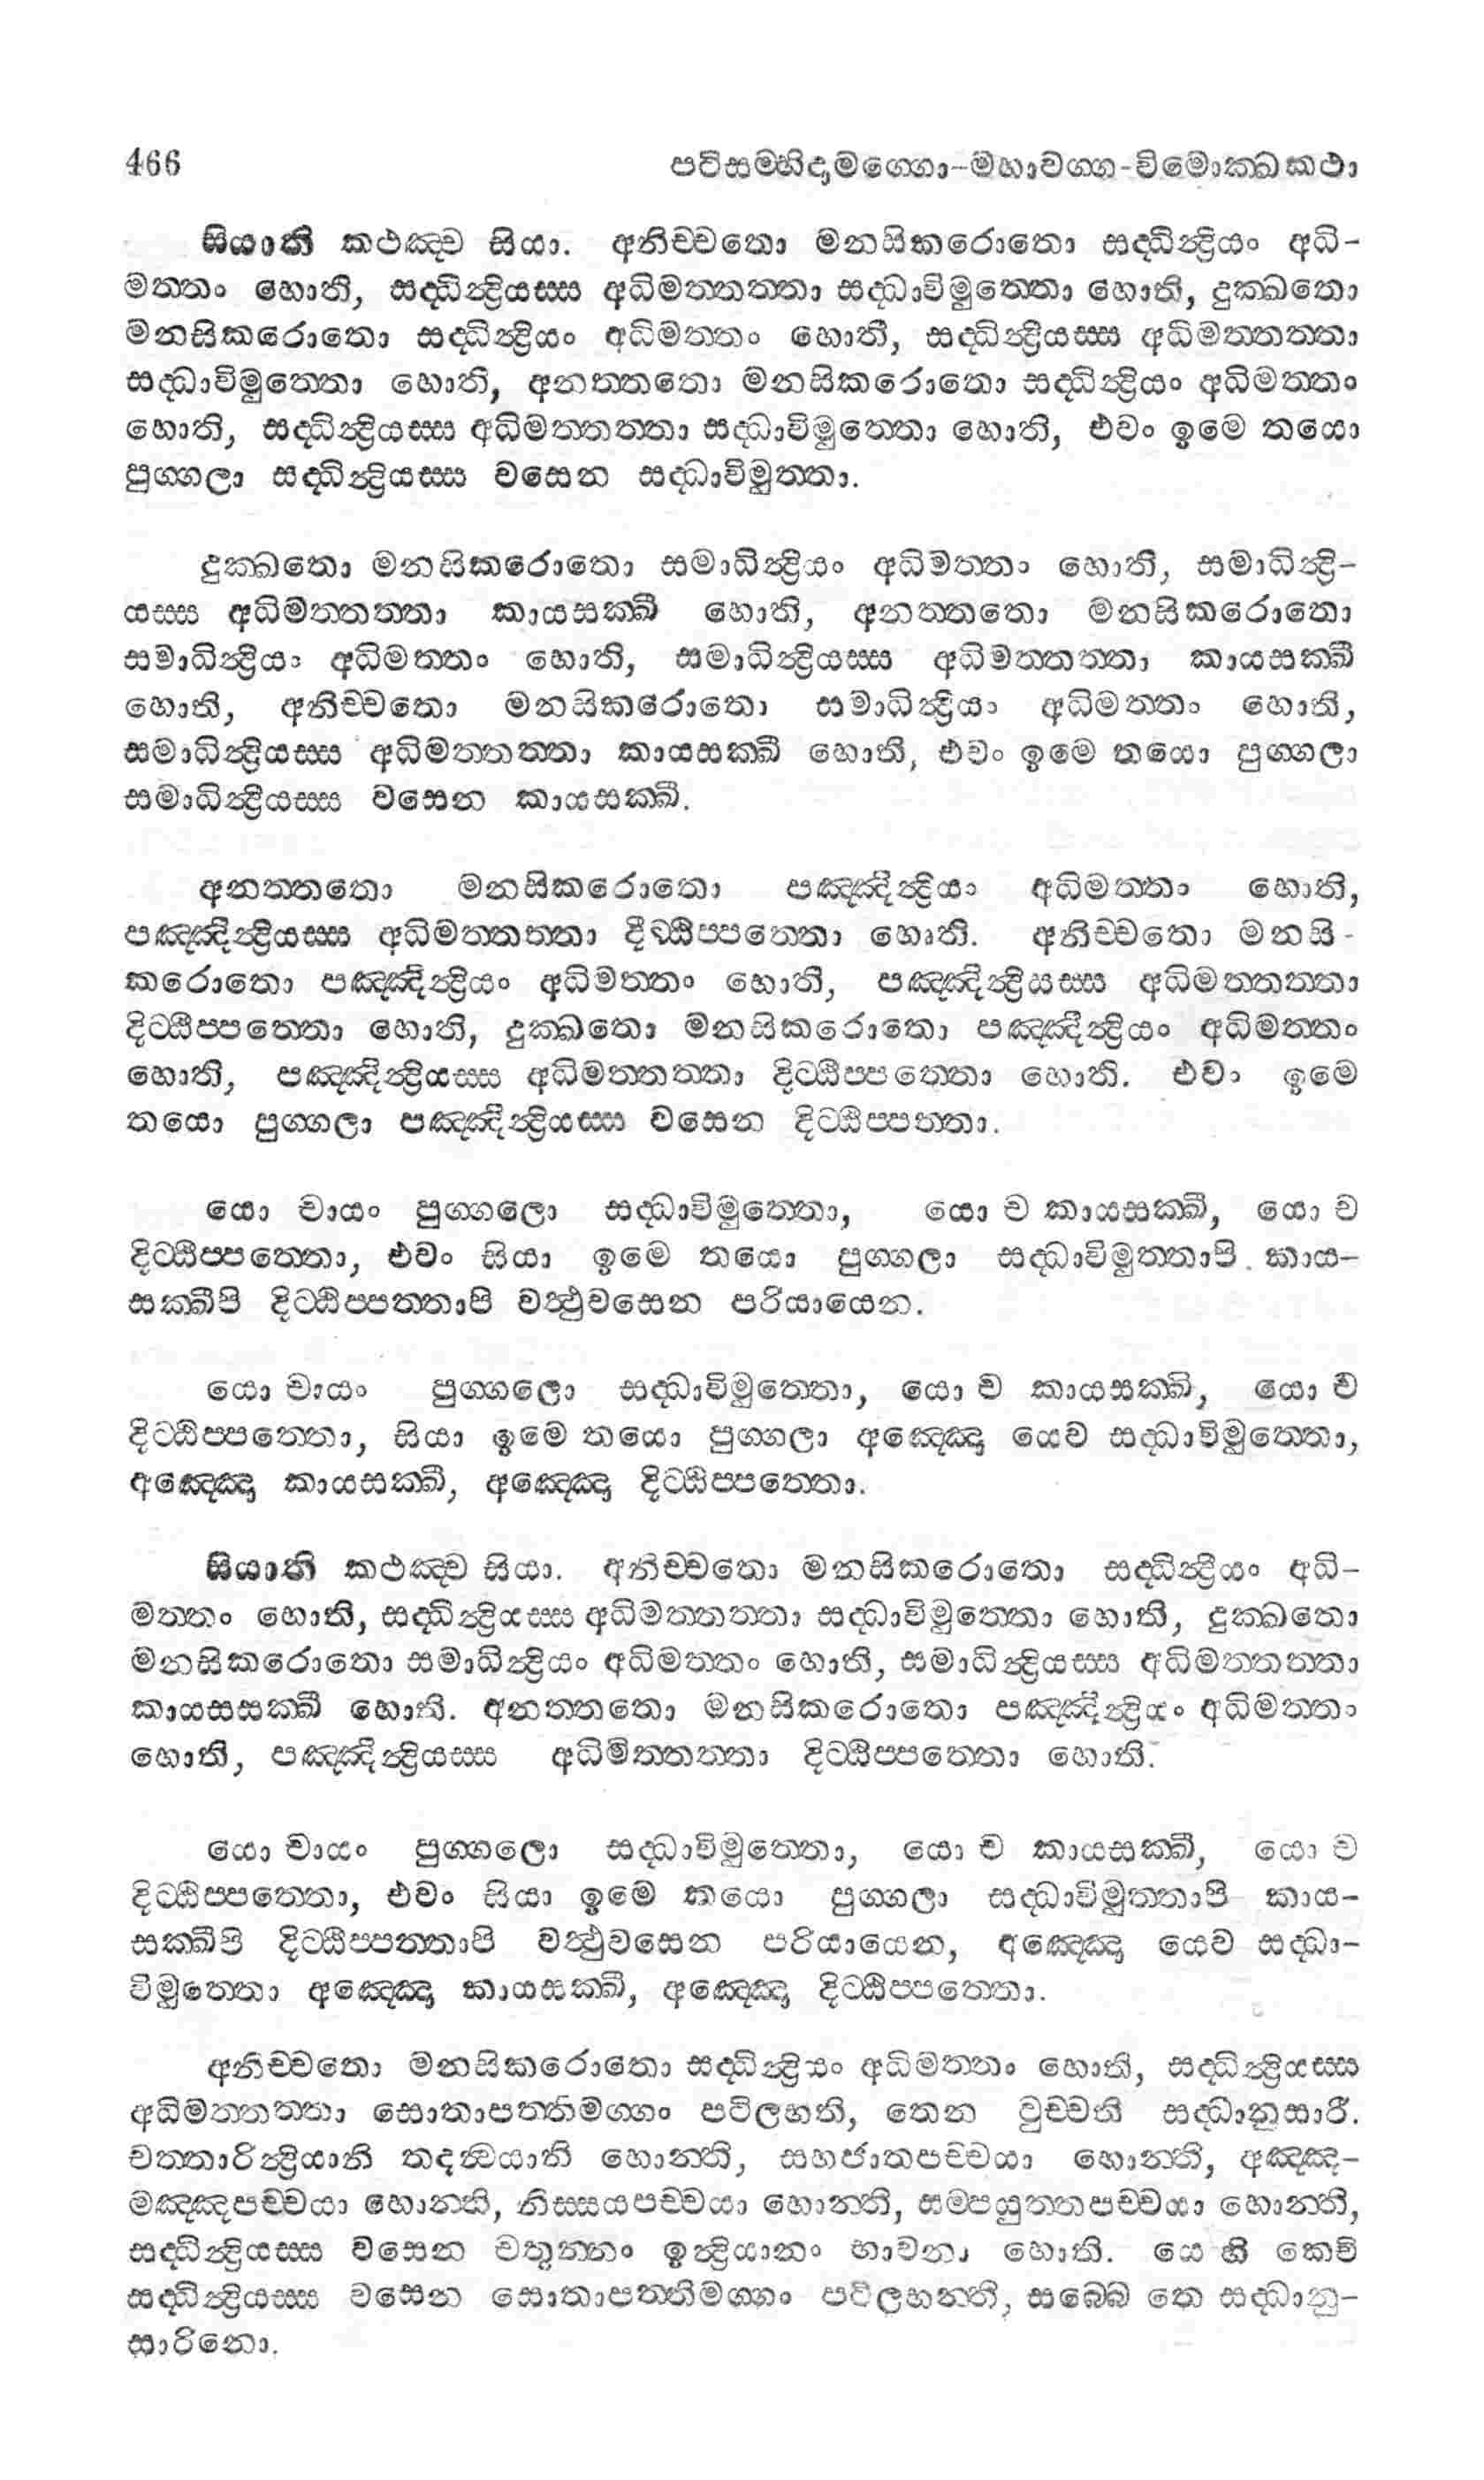 466 පටිසම්භිදාමග්ගො-මහාවග්ග-විමොක්ඛකථා
සියාති කථඤ්ච සියා. අනිච්චතො මනසිකරොතො සද්ධින්ද්‍රියං අධි-
මත්තං හොති, සද්ධින්ද්‍රියස්ස අධිමත්තත්තා සද්ධාවිමුත්තො හොති, දුක්ඛතො
මනසිකරොතො සද්ධින්ද්‍රියං අධිමත්තං හොති, සද්ධින්ද්‍රියස්ස අධිමත්තත්තා
සද්ධාවිමුත්තො හොති, අනත්තතො මනසිකරොතො සද්ධින්ද්‍රියං අධිමත්තං
හොති, සද්ධින්ද්‍රියස්ස අධිමත්තත්තා සද්ධාවිමුත්තො හොති, එවං ඉමෙ තයො
පුග්ගලා සද්ධින්ද්‍රියස්ස වසෙන සද්ධාවිමුත්තා.
දුක්ඛතො මනසිකරොතො සමාධින්ද්‍රියං අධිමත්තං හොති, සමාධින්ද්‍රි-
යස්ස අධිමත්තත්තා කායසක්ඛී හොති, අනත්තතො මනසිකරොතො
සමාධින්ද්‍රියං අධිමත්තං හොති, සමාධින්ද්‍රියස්ස අධිමත්තත්තා කායසක්ඛී
හොති, අනිච්චතො මනසිකරොතො සමාධින්ද්‍රියං අධිමත්තං හොති,
සමාධින්ද්‍රියස්ස අධිමත්තත්තා කායසක්ඛී හොති, එවං ඉමෙ තයො පුග්ගලා
සමාධින්ද්‍රියස්ස වසෙන කායසක්ඛී.
අනත්තතො මනසිකරොතො පඤ්ඤින්ද්‍රියං අධිමත්තං හොති,
පඤ්ඤින්ද්‍රියස්ස අධිමත්තත්තා දිට්ඨිප්පත්තො හොති. අනිච්චතො මනසි-
කරොතො පඤ්ඤින්ද්‍රියං අධිමත්තං හොති, පඤ්ඤින්ද්‍රියස්ස අධිමත්තත්තා
දිට්ඨිප්පත්තො හොති, දුක්ඛතො මනසිකරොතො පඤ්ඤින්ද්‍රියං අධිමත්තං
හොති, පඤ්ඤින්ද්‍රියස්ස අධිමත්තත්තා දිට්ඨිප්පත්තො හොති. එවං ඉමෙ
තයො පුග්ගලා පඤ්ඤින්ද්‍රියස්ස වසෙන දිට්ඨිප්පත්තා.
යො චායං පුග්ගලො සද්ධාවිමුත්තො, යො ච කායසක්ඛී, යො ච
දිට්ඨිප්පත්තො, එවං සියා ඉමෙ තයො පුග්ගලා සද්ධාවිමුත්තාපි. කාය-
සක්ඛීපි දිට්ඨිප්පත්තාපි වත්ථුවසෙන පරියායෙන.
යො චායං පුග්ගලො සද්ධාවිමුත්තො, යො ච කායසක්ඛි, යො ච
දිට්ඨිප්පත්තො, සියා ඉමෙ තයො පුග්ගලා අඤ්ඤො යෙව සද්ධාවිමුත්තො,
අඤ්ඤො කායසක්ඛී, අඤ්ඤො දිට්ඨිප්පත්තො.
සියාති කථඤ්ච සියා. අනිච්චතො මනසිකරොතො සද්ධින්ද්‍රියං අධි-
මත්තං හොති, සද්ධින්ද්‍රියස්ස අධිමත්තත්තා සද්ධාවිමුත්තො හොති, දුක්ඛතො
මනසිකරොතො සමාධින්ද්‍රියං අධිමත්තං හොති, සමාධින්ද්‍රියස්ස අධිමත්තත්තා
කායසසක්ඛී හොති. අනත්තතො මනසිකරොතො පඤ්ඤින්ද්‍රියං අධිමත්තං
හොති, පඤ්ඤින්ද්‍රියස්ස අධිමත්තත්තා දිට්ඨිප්පත්තො හොති.
යො චායං පුග්ගලො සද්ධාවිමුත්තො, යො ච කායසක්ඛී, යො ච
දිට්ඨිප්පත්තො, එවං සියා ඉමෙ තයො පුග්ගලා සද්ධාවිමුත්තාපි කාය-
සක්ඛීපි දිට්ඨිප්පත්තාපි වත්ථුවසෙන පරියායෙන, අඤ්ඤො යෙව සද්ධා-
විමුත්තො අඤ්ඤො කායසක්ඛී, අඤ්ඤො දිට්ඨිප්පත්තො.
අනිච්චතො මනසිකරොතො සද්ධින්ද්‍රියං අධිමත්තං හොති, සද්ධින්ද්‍රියස්ස
අධිමත්තත්තා සොතාපත්තිමග්ගං පටිලභති, තෙන වුච්චති සද්ධානුසාරී.
චත්තාරින්ද්‍රියානි තදන්වයානි හොන්ති, සහජාතපච්චයා හොන්ති, අඤ්ඤ-
මඤ්ඤපච්චයා හොන්ති, නිස්සයපච්චයා හොන්ති, සම්පයුත්තපච්චයා හොන්ති,
සද්ධින්ද්‍රියස්ස වසෙන චතුන්නං ඉන්ද්‍රියානං භාවනා හොති. යෙ හි කෙචි
සද්ධින්ද්‍රියස්ස වසෙන සොතාපත්තිමග්ගං පටිලභන්ති, සබ්බෙ තෙ සද්ධානු-
සාරිනො.